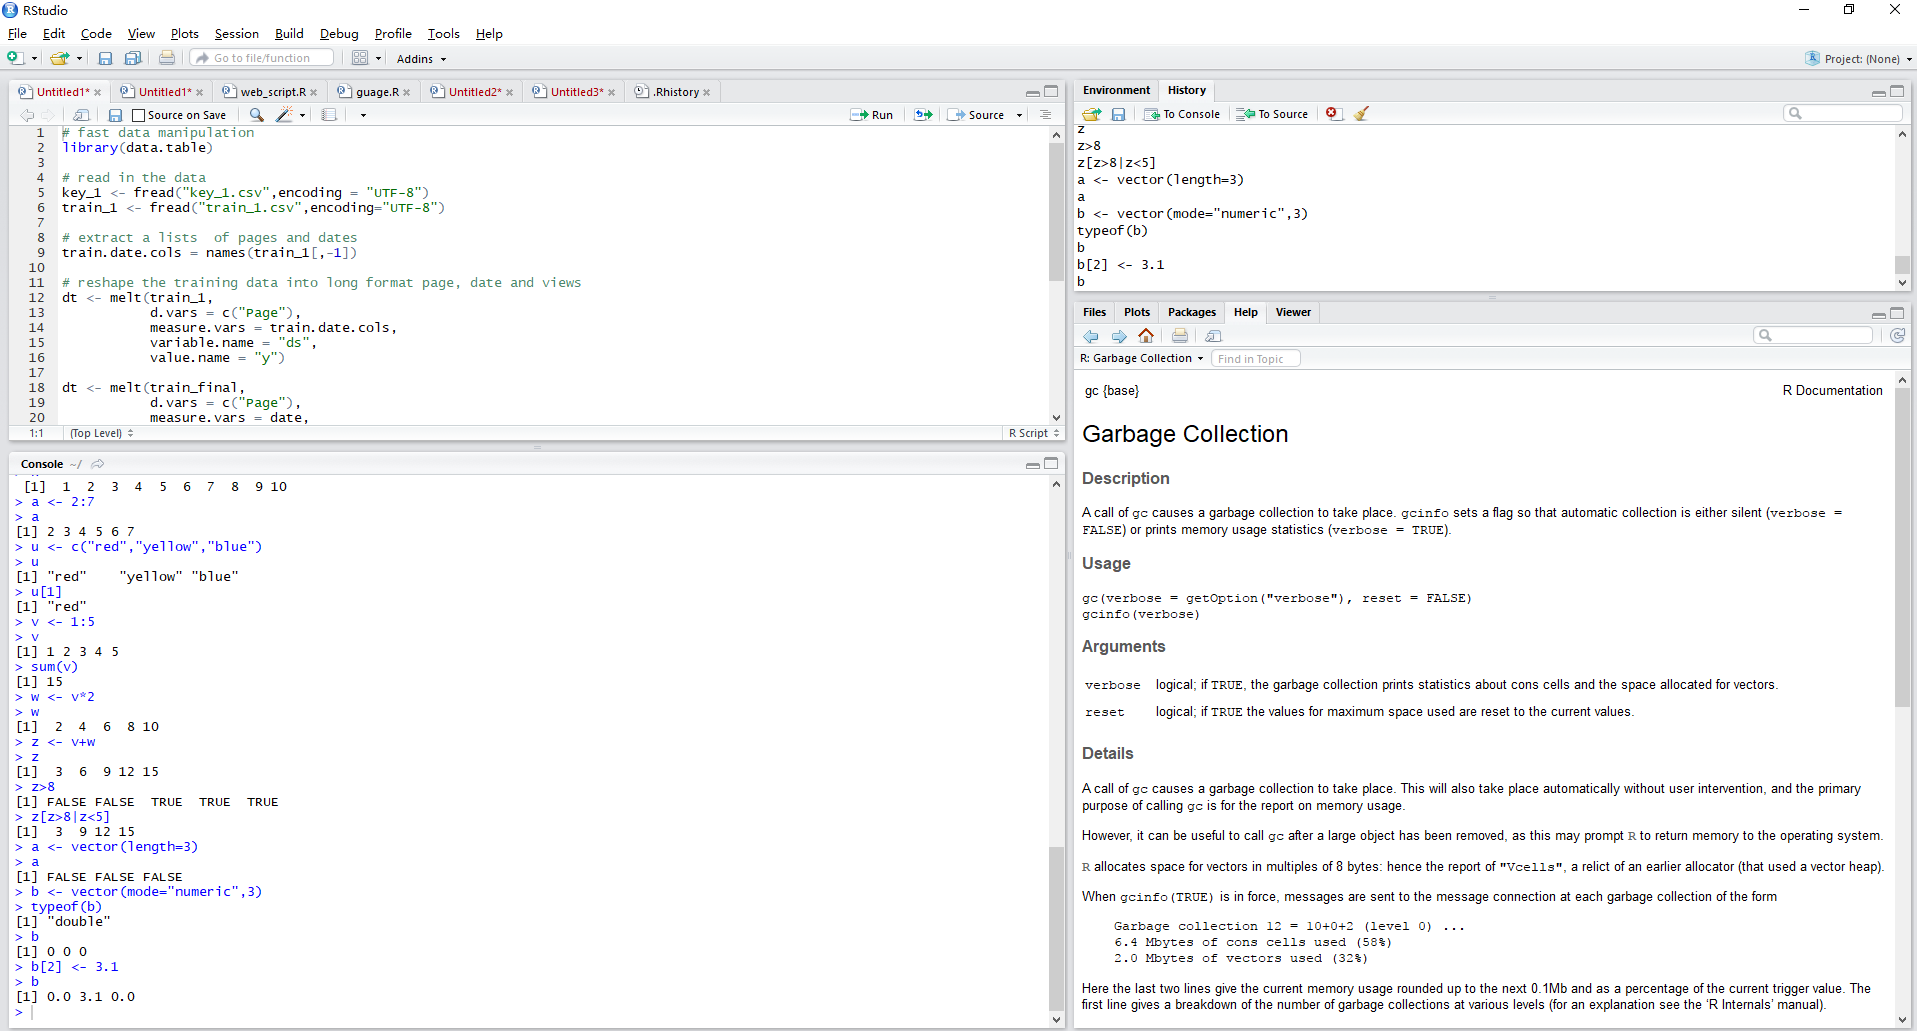 RStudio
File Edit Code View Plots Session Build Debug Profile Tools Help
Go to file/function Addins Project: (None)
Untitled1* Untitled1* web_script.R guage.R Untitled2* Untitled3* .Rhistory
Source on Save Run Source
1 # fast data manipulation
2 library(data.table)
3
4 # read in the data
5 key_1 <- fread("key_1.csv",encoding = "UTF-8")
6 train_1 <- fread("train_1.csv",encoding="UTF-8")
7
8 # extract a lists  of pages and dates
9 train.date.cols = names(train_1[,-1])
10
11 # reshape the training data into long format page, date and views
12 dt <- melt(train_1,
13            d.vars = c("Page"),
14            measure.vars = train.date.cols,
15            variable.name = "ds",
16            value.name = "y")
17
18 dt <- melt(train_final,
19            d.vars = c("Page"),
20            measure.vars = date,
1:1 (Top Level) R Script
Console ~/
[1]  1  2  3  4  5  6  7  8  9 10
> a <- 2:7
> a
[1] 2 3 4 5 6 7
> u <- c("red","yellow","blue")
> u
[1] "red"    "yellow" "blue"
> u[1]
[1] "red"
> v <- 1:5
> v
[1] 1 2 3 4 5
> sum(v)
[1] 15
> w <- v*2
> w
[1]  2  4  6  8 10
> z <- v+w
> z
[1]  3  6  9 12 15
> z>8
[1] FALSE FALSE  TRUE  TRUE  TRUE
> z[z>8|z<5]
[1]  3  9 12 15
> a <- vector(length=3)
> a
[1] FALSE FALSE FALSE
> b <- vector(mode="numeric",3)
> typeof(b)
[1] "double"
> b
[1] 0 0 0
> b[2] <- 3.1
> b
[1] 0.0 3.1 0.0
>
Environment History
To Console To Source
z
z>8
z[z>8|z<5]
a <- vector(length=3)
a
b <- vector(mode="numeric",3)
typeof(b)
b
b[2] <- 3.1
b
Files Plots Packages Help Viewer
R: Garbage Collection Find in Topic
gc {base} R Documentation
Garbage Collection
Description
A call of gc causes a garbage collection to take place. gcinfo sets a flag so that automatic collection is either silent (verbose =
FALSE) or prints memory usage statistics (verbose = TRUE).
Usage
gc(verbose = getOption("verbose"), reset = FALSE)
gcinfo(verbose)
Arguments
verbose logical; if TRUE, the garbage collection prints statistics about cons cells and the space allocated for vectors.
reset logical; if TRUE the values for maximum space used are reset to the current values.
Details
A call of gc causes a garbage collection to take place. This will also take place automatically without user intervention, and the primary
purpose of calling gc is for the report on memory usage.
However, it can be useful to call gc after a large object has been removed, as this may prompt R to return memory to the operating system.
R allocates space for vectors in multiples of 8 bytes: hence the report of "Vcells", a relict of an earlier allocator (that used a vector heap).
When gcinfo(TRUE) is in force, messages are sent to the message connection at each garbage collection of the form
Garbage collection 12 = 10+0+2 (level 0) ...
6.4 Mbytes of cons cells used (58%)
2.0 Mbytes of vectors used (32%)
Here the last two lines give the current memory usage rounded up to the next 0.1Mb and as a percentage of the current trigger value. The
first line gives a breakdown of the number of garbage collections at various levels (for an explanation see the ‘R Internals’ manual).